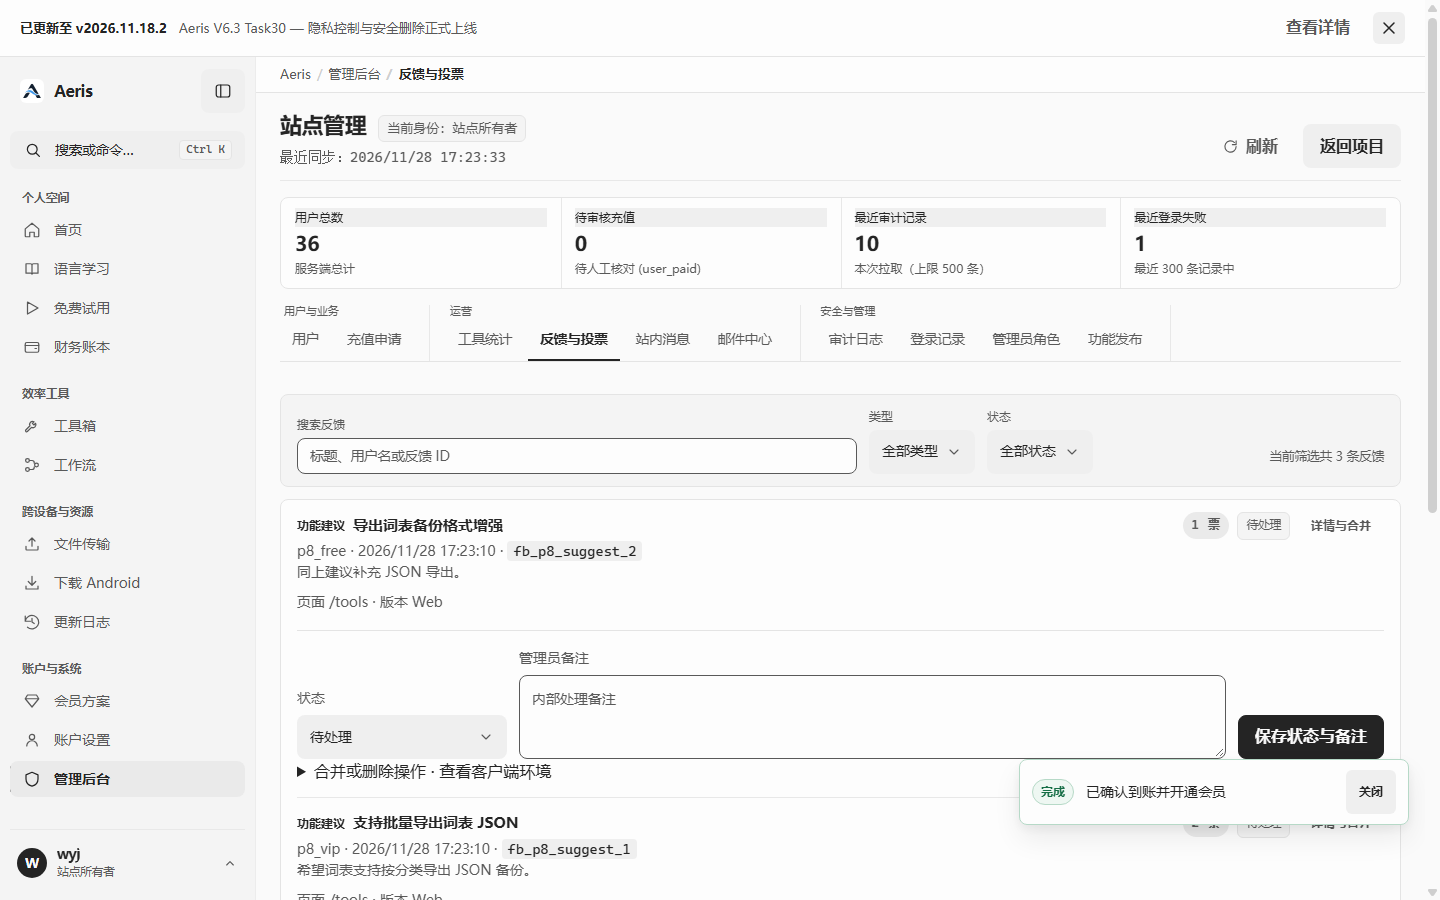 已更新至 v2026.11.18.2 Aeris V6.3 Task30 — 隐私控制与安全删除正式上线 查看详情
Aeris
搜索或命令... Ctrl K
个人空间
首页
语言学习
免费试用
财务账本
效率工具
工具箱
工作流
跨设备与资源
文件传输
下载 Android
更新日志
账户与系统
会员方案
账户设置
管理后台
W wyj
站点所有者
Aeris / 管理后台 / 反馈与投票
站点管理 当前身份：站点所有者
最近同步：2026/11/28 17:23:33
刷新 返回项目
用户总数
36
服务端总计
待审核充值
0
待人工核对 (user_paid)
最近审计记录
10
本次拉取（上限 500 条）
最近登录失败
1
最近 300 条记录中
用户与业务
用户 充值申请
运营
工具统计 反馈与投票 站内消息 邮件中心
安全与管理
审计日志 登录记录 管理员角色 功能发布
搜索反馈
标题、用户名或反馈 ID
类型
全部类型
状态
全部状态
当前筛选共 3 条反馈
功能建议 导出词表备份格式增强
1 票 待处理 详情与合并
p8_free · 2026/11/28 17:23:10 · fb_p8_suggest_2
同上建议补充 JSON 导出。
页面 /tools · 版本 Web
状态
待处理
管理员备注
内部处理备注
保存状态与备注
合并或删除操作 · 查看客户端环境
完成 已确认到账并开通会员 关闭
功能建议 支持批量导出词表 JSON
p8_vip · 2026/11/28 17:23:10 · fb_p8_suggest_1
希望词表支持按分类导出 JSON 备份。
页面 /tools · 版本 Web